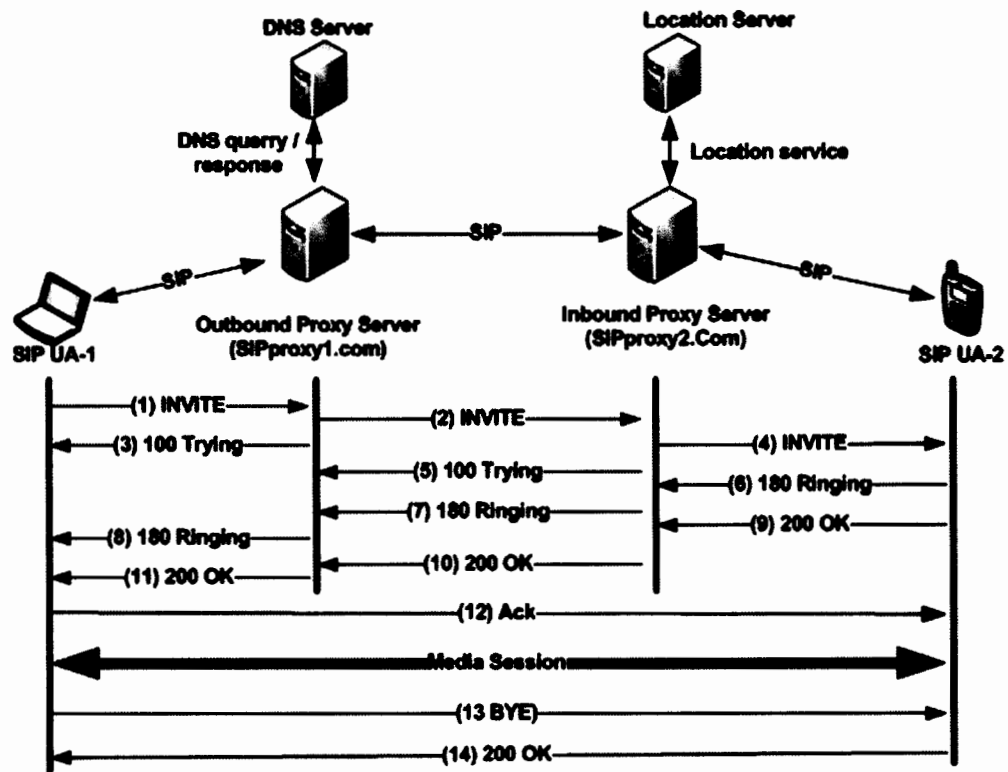 DNS Server
Location Server
DNS querry /
response
Location service
SIP
SIP
SIP
Outbound Proxy Server
(SIPproxy1.com)
Inbound Proxy Server
(SIPproxy2.Com)
SIP UA-1
SIP UA-2
(1) INVITE
(2) INVITE
(3) 100 Trying
(4) INVITE
(5) 100 Trying
(6) 180 Ringing
(7) 180 Ringing
(8) 180 Ringing
(9) 200 OK
(10) 200 OK
(11) 200 OK
(12) Ack
Media Session
(13 BYE)
(14) 200 OK